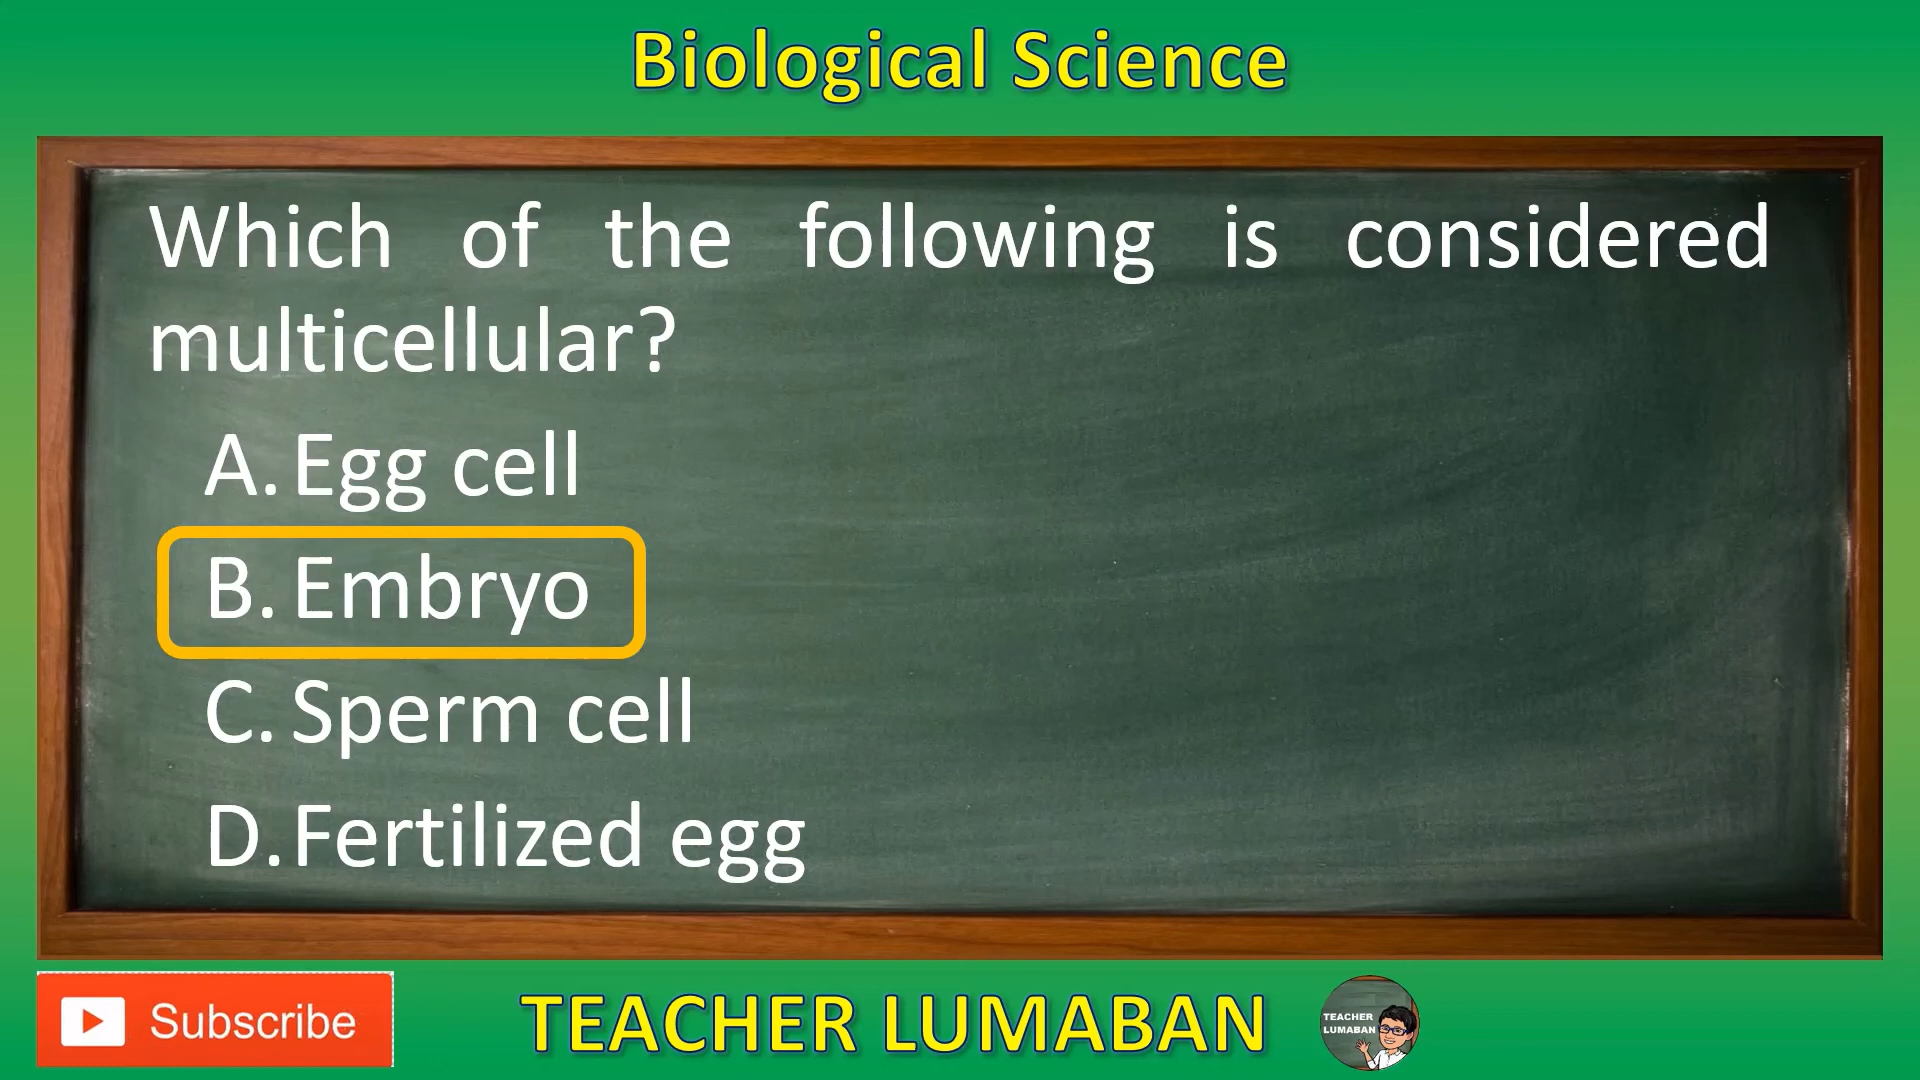 Biological Science
Which of the following is considered
multicellular?
A. Egg cell
B. Embryo
C. Sperm cell
D. Fertilized egg
Subscribe
TEACHER LUMABAN
TEACHER
LUMABAN